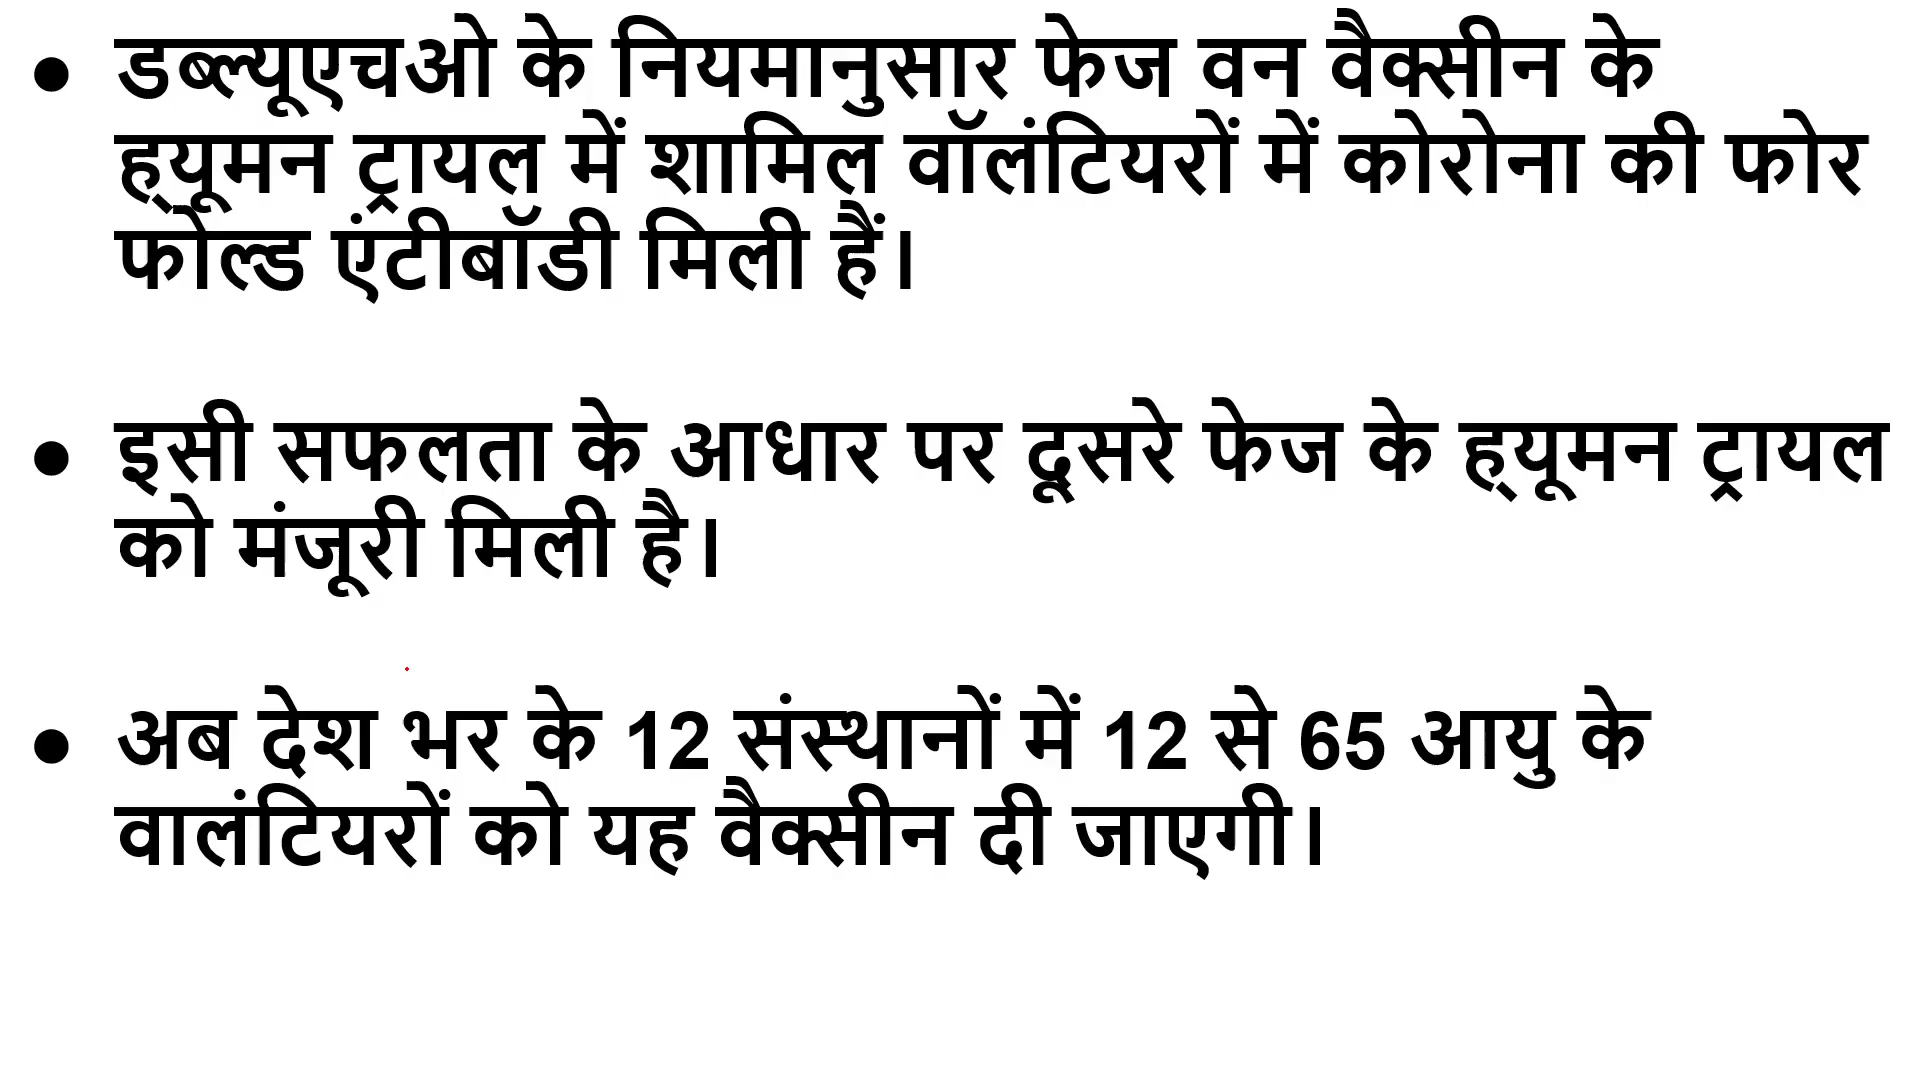 • डब्ल्यूएचओ के नियमानुसार फेज वन वैक्सीन के
ह्यूमन ट्रायल में शामिल वॉलंटियरों में कोरोना की फोर
फोल्ड एंटीबॉडी मिली हैं।
• इसी सफलता के आधार पर दूसरे फेज के ह्यूमन ट्रायल
को मंजूरी मिली है।
• अब देश भर के 12 संस्थानों में 12 से 65 आयु के
वालंटियरों को यह वैक्सीन दी जाएगी।